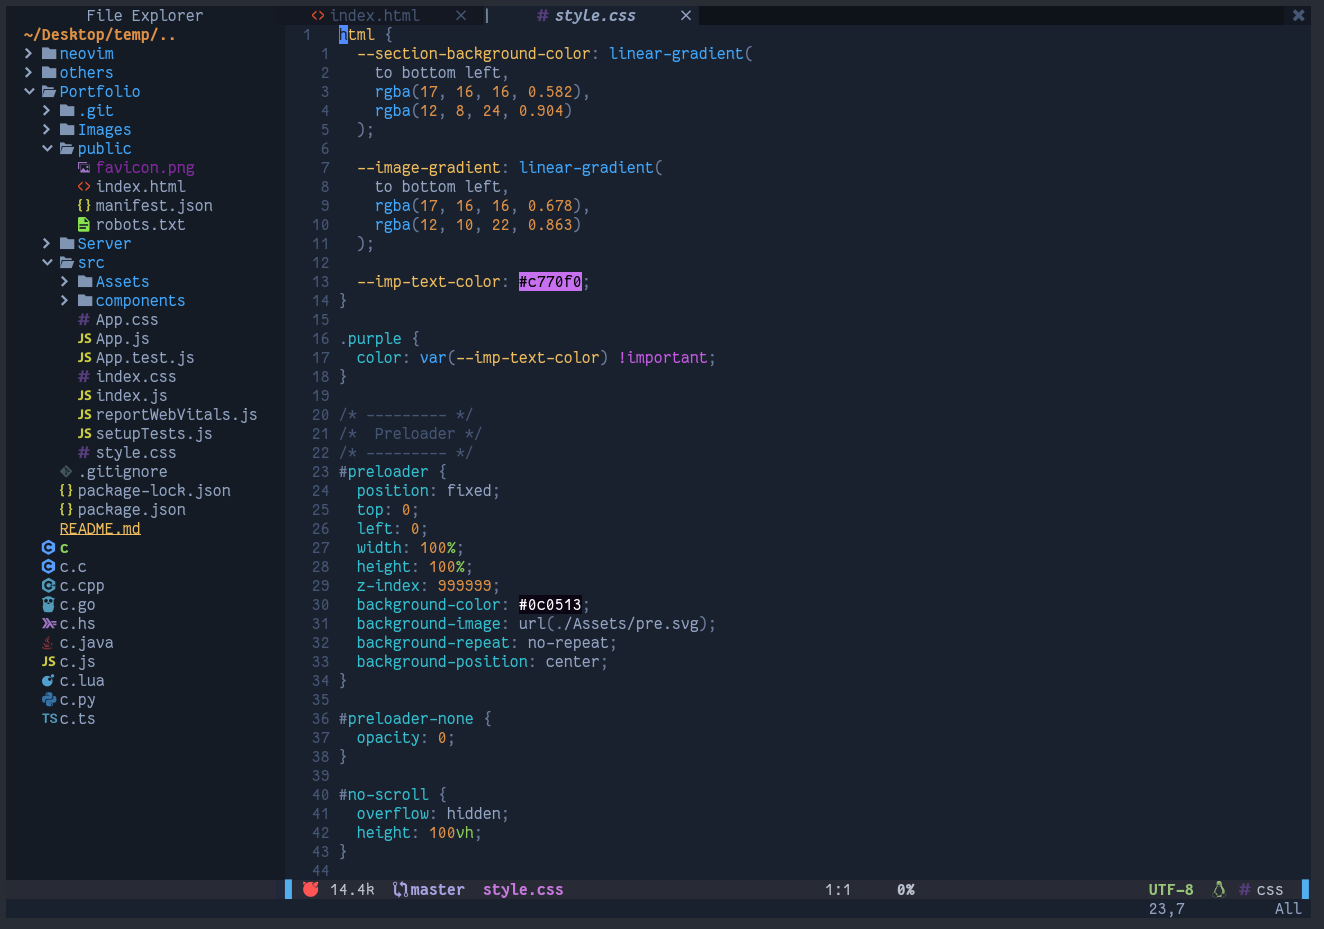 File Explorer
~/Desktop/temp/..
neovim
others
Portfolio
.git
Images
public
favicon.png
index.html
manifest.json
robots.txt
Server
src
Assets
components
# App.css
JS App.js
JS App.test.js
# index.css
JS index.js
JS reportWebVitals.js
JS setupTests.js
# style.css
.gitignore
{} package-lock.json
{} package.json
README.md
c
c.c
c.cpp
c.go
c.hs
c.java
JS c.js
c.lua
c.py
TS c.ts
<> index.html × | # style.css ×
1 html {
1 --section-background-color: linear-gradient(
2 to bottom left,
3 rgba(17, 16, 16, 0.582),
4 rgba(12, 8, 24, 0.904)
5 );
6
7 --image-gradient: linear-gradient(
8 to bottom left,
9 rgba(17, 16, 16, 0.678),
10 rgba(12, 10, 22, 0.863)
11 );
12
13 --imp-text-color: #c770f0;
14 }
15
16 .purple {
17 color: var(--imp-text-color) !important;
18 }
19
20 /* --------- */
21 /*  Preloader */
22 /* --------- */
23 #preloader {
24 position: fixed;
25 top: 0;
26 left: 0;
27 width: 100%;
28 height: 100%;
29 z-index: 999999;
30 background-color: #0c0513;
31 background-image: url(./Assets/pre.svg);
32 background-repeat: no-repeat;
33 background-position: center;
34 }
35
36 #preloader-none {
37 opacity: 0;
38 }
39
40 #no-scroll {
41 overflow: hidden;
42 height: 100vh;
43 }
44
14.4k master style.css 1:1 0% UTF-8 # css
23,7 All